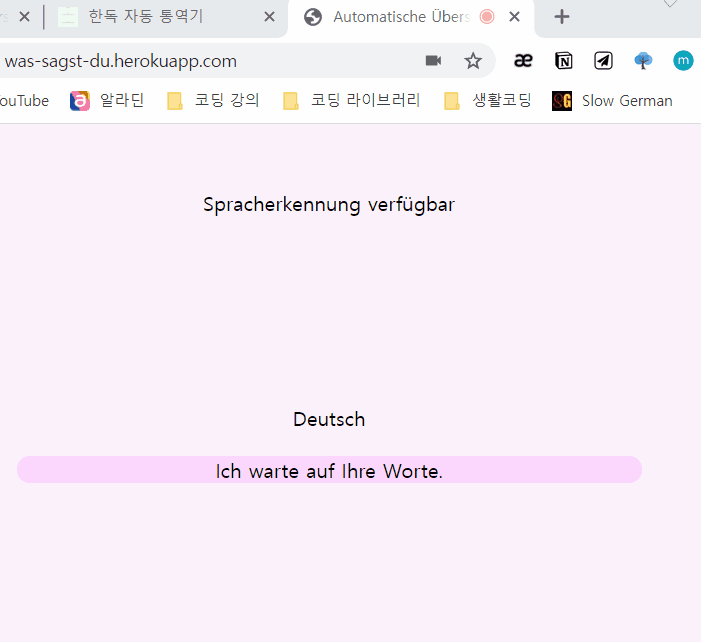 한독 자동 통역기
Automatische Übers
was-sagst-du.herokuapp.com
ouTube 알라딘 코딩 강의 코딩 라이브러리 생활코딩 Slow German
Spracherkennung verfügbar
Deutsch
Ich warte auf Ihre Worte.